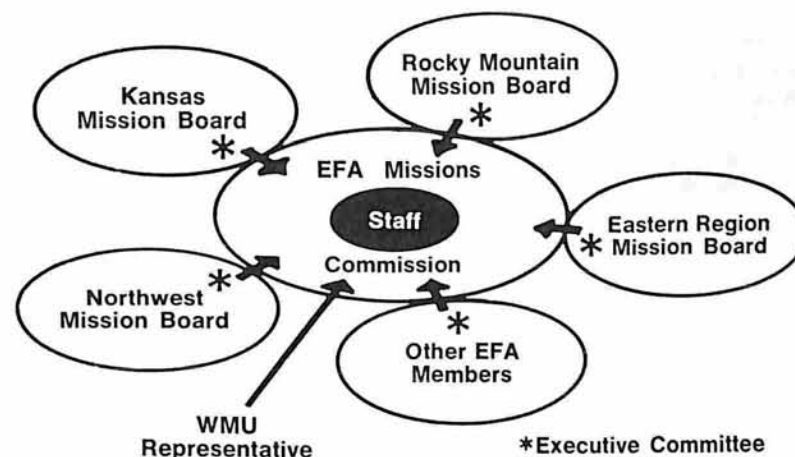 Rocky Mountain
Mission Board
*
Kansas
Mission Board
*
EFA Missions
Staff
Commission
Eastern Region
Mission Board
*
Northwest
Mission Board
*
Other EFA
Members
*
WMU
Representative
*Executive Committee